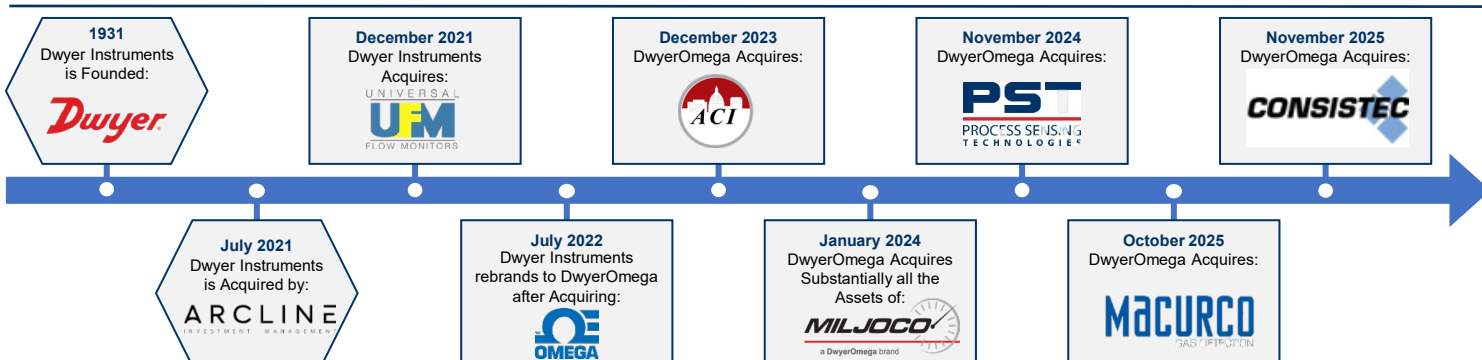 1931
Dwyer Instruments
is Founded:
Dwyer
July 2021
Dwyer Instruments
is Acquired by:
ARCLINE
INVESTMENT MANAGEMENT
December 2021
Dwyer Instruments
Acquires:
UNIVERSAL
UFM
FLOW MONITORS
July 2022
Dwyer Instruments
rebrands to DwyerOmega
after Acquiring:
OMEGA
December 2023
DwyerOmega Acquires:
ACI
January 2024
DwyerOmega Acquires
Substantially all the
Assets of:
MILJOCO
a DwyerOmega brand
November 2024
DwyerOmega Acquires:
PST
PROCESS SENSING
TECHNOLOGIES
October 2025
DwyerOmega Acquires:
MaCURCO
GAS DETECTION
November 2025
DwyerOmega Acquires:
CONSISTEC